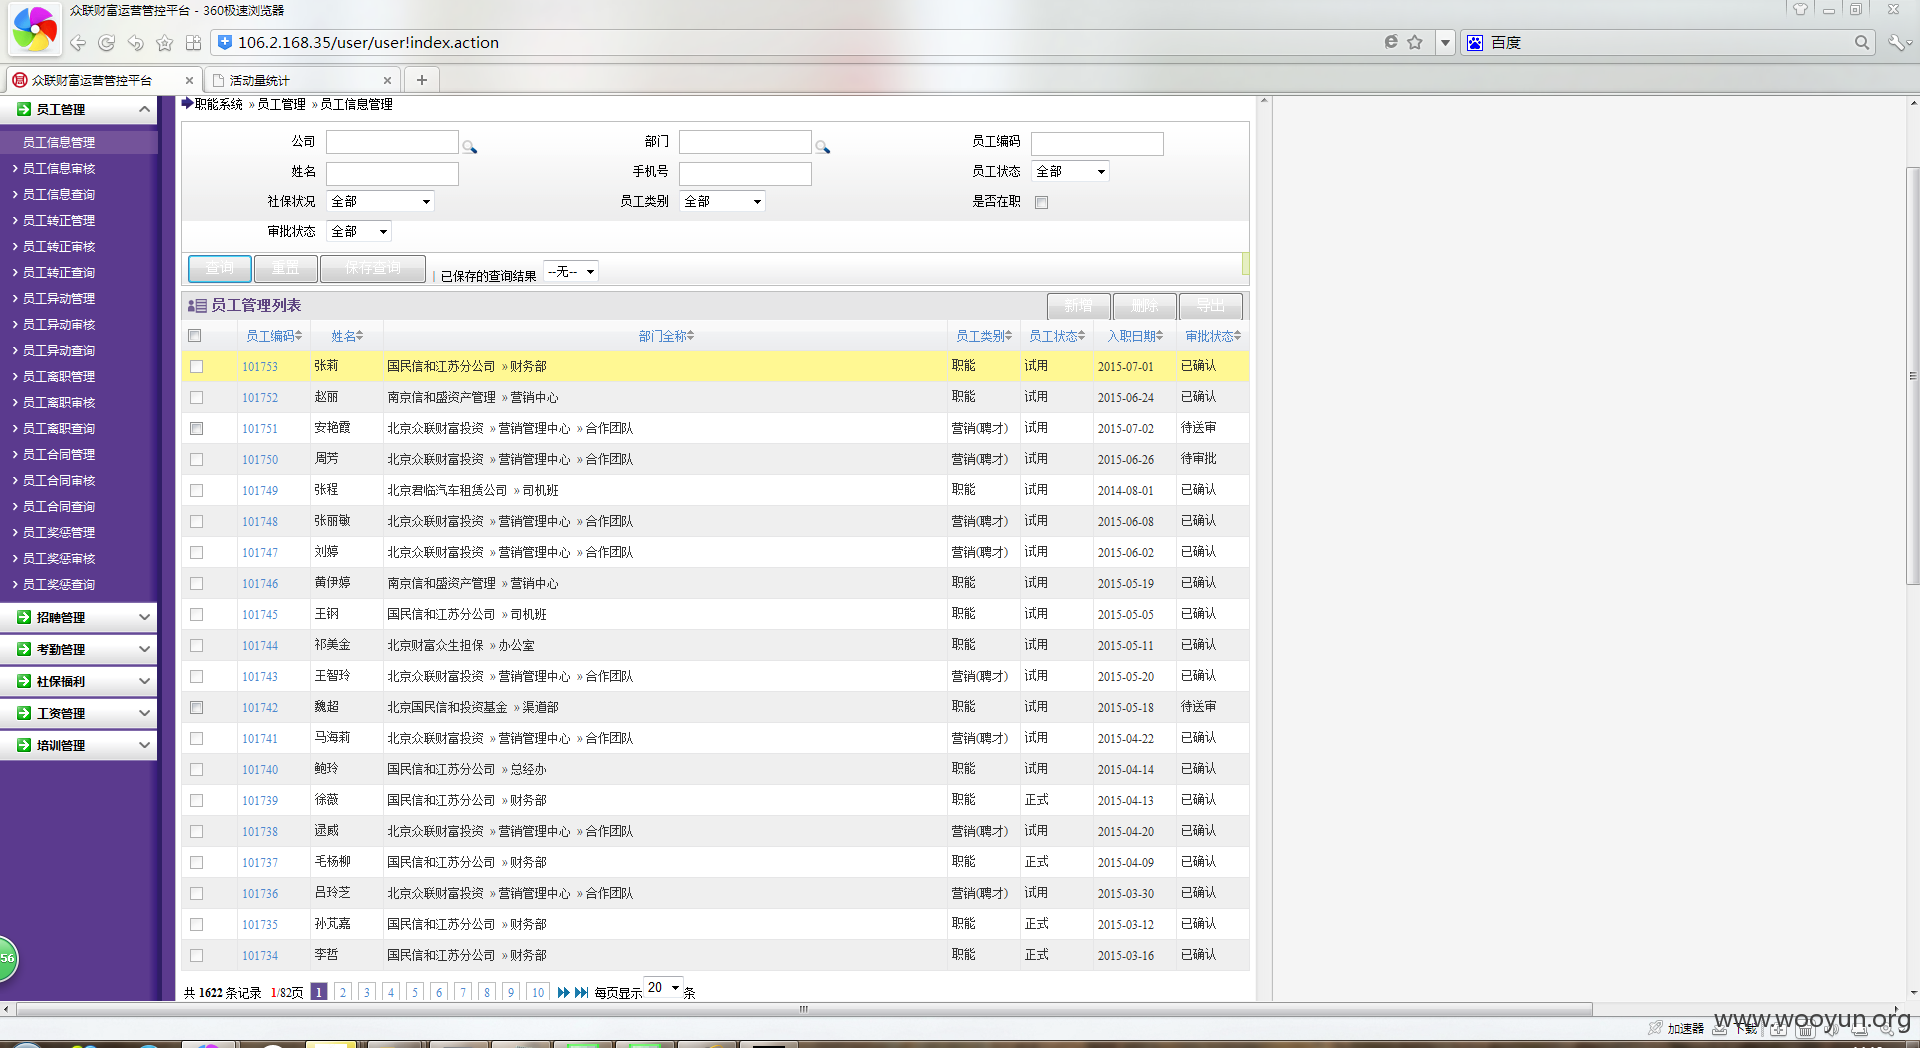 众联财富运营管控平台 - 360极速浏览器
106.2.168.35/user/user!index.action
百度
众联财富运营管控平台
活动量统计
员工管理
员工信息管理
员工信息审核
员工信息查询
员工转正管理
员工转正审核
员工转正查询
员工异动管理
员工异动审核
员工异动查询
员工离职管理
员工离职审核
员工离职查询
员工合同管理
员工合同审核
员工合同查询
员工奖惩管理
员工奖惩审核
员工奖惩查询
招聘管理
考勤管理
社保福利
工资管理
培训管理
56
职能系统 » 员工管理 » 员工信息管理
公司 部门 员工编码
姓名 手机号 员工状态 全部
社保状况 全部 员工类别 全部 是否在职
审批状态 全部
查询 重置 保存查询 | 已保存的查询结果 --无--
员工管理列表 新增 删除 导出
员工编码 姓名 部门全称 员工类别 员工状态 入职日期 审批状态
101753 张莉 国民信和江苏分公司 » 财务部 职能 试用 2015-07-01 已确认
101752 赵丽 南京信和盛资产管理 » 营销中心 职能 试用 2015-06-24 已确认
101751 安艳霞 北京众联财富投资 » 营销管理中心 » 合作团队 营销(聘才) 试用 2015-07-02 待送审
101750 周芳 北京众联财富投资 » 营销管理中心 » 合作团队 营销(聘才) 试用 2015-06-26 待审批
101749 张程 北京君临汽车租赁公司 » 司机班 职能 试用 2014-08-01 已确认
101748 张丽敏 北京众联财富投资 » 营销管理中心 » 合作团队 营销(聘才) 试用 2015-06-08 已确认
101747 刘婷 北京众联财富投资 » 营销管理中心 » 合作团队 营销(聘才) 试用 2015-06-02 已确认
101746 黄伊婷 南京信和盛资产管理 » 营销中心 职能 试用 2015-05-19 已确认
101745 王钢 国民信和江苏分公司 » 司机班 职能 试用 2015-05-05 已确认
101744 祁美金 北京财富众生担保 » 办公室 职能 试用 2015-05-11 已确认
101743 王智玲 北京众联财富投资 » 营销管理中心 » 合作团队 营销(聘才) 试用 2015-05-20 已确认
101742 魏超 北京国民信和投资基金 » 渠道部 职能 试用 2015-05-18 待送审
101741 马海莉 北京众联财富投资 » 营销管理中心 » 合作团队 营销(聘才) 试用 2015-04-22 已确认
101740 鲍玲 国民信和江苏分公司 » 总经办 职能 试用 2015-04-14 已确认
101739 徐薇 国民信和江苏分公司 » 财务部 职能 正式 2015-04-13 已确认
101738 逯威 北京众联财富投资 » 营销管理中心 » 合作团队 营销(聘才) 试用 2015-04-20 已确认
101737 毛杨柳 国民信和江苏分公司 » 财务部 职能 正式 2015-04-09 已确认
101736 吕玲芝 北京众联财富投资 » 营销管理中心 » 合作团队 营销(聘才) 试用 2015-03-30 已确认
101735 孙芃嘉 国民信和江苏分公司 » 财务部 职能 正式 2015-03-12 已确认
101734 李哲 国民信和江苏分公司 » 财务部 职能 正式 2015-03-16 已确认
共 1622 条记录 1/82页 1 2 3 4 5 6 7 8 9 10 每页显示 20 条
加速器 下载
www.wooyun.org